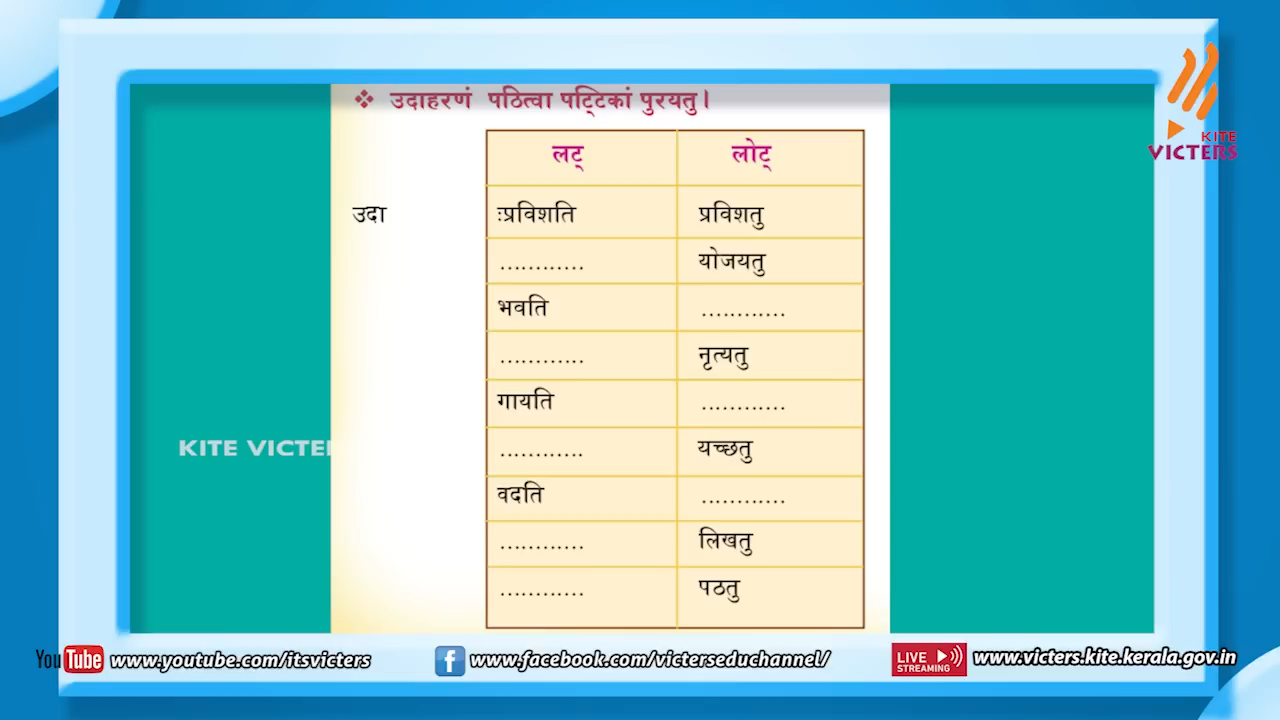 ❖ उदाहरणं पठित्वा पट्टिकां पुरयतु।
KITE
VICTERS
लट् लोट्
उदा ःप्रविशति प्रविशतु
............ योजयतु
भवति ............
............ नृत्यतु
गायति ............
............ यच्छतु
वदति ............
............ लिखतु
............ पठतु
KITE VICTE
YouTube www.youtube.com/itsvicters
f www.facebook.com/victerseduchannel/
LIVE STREAMING www.victers.kite.kerala.gov.in